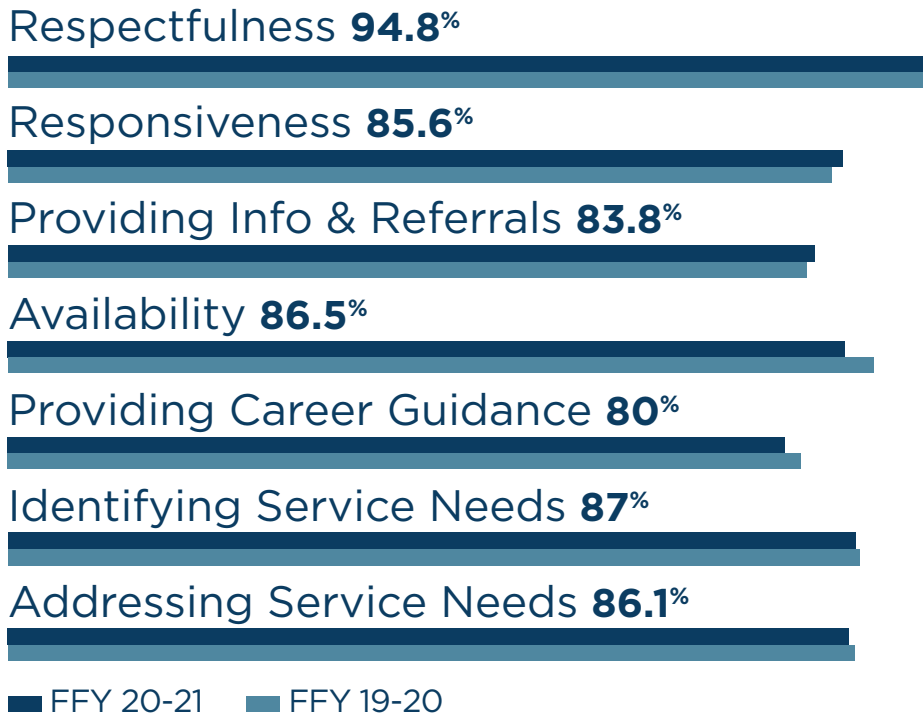 Respectfulness 94.8%
Responsiveness 85.6%
Providing Info & Referrals 83.8%
Availability 86.5%
Providing Career Guidance 80%
Identifying Service Needs 87%
Addressing Service Needs 86.1%
FFY 20-21 FFY 19-20